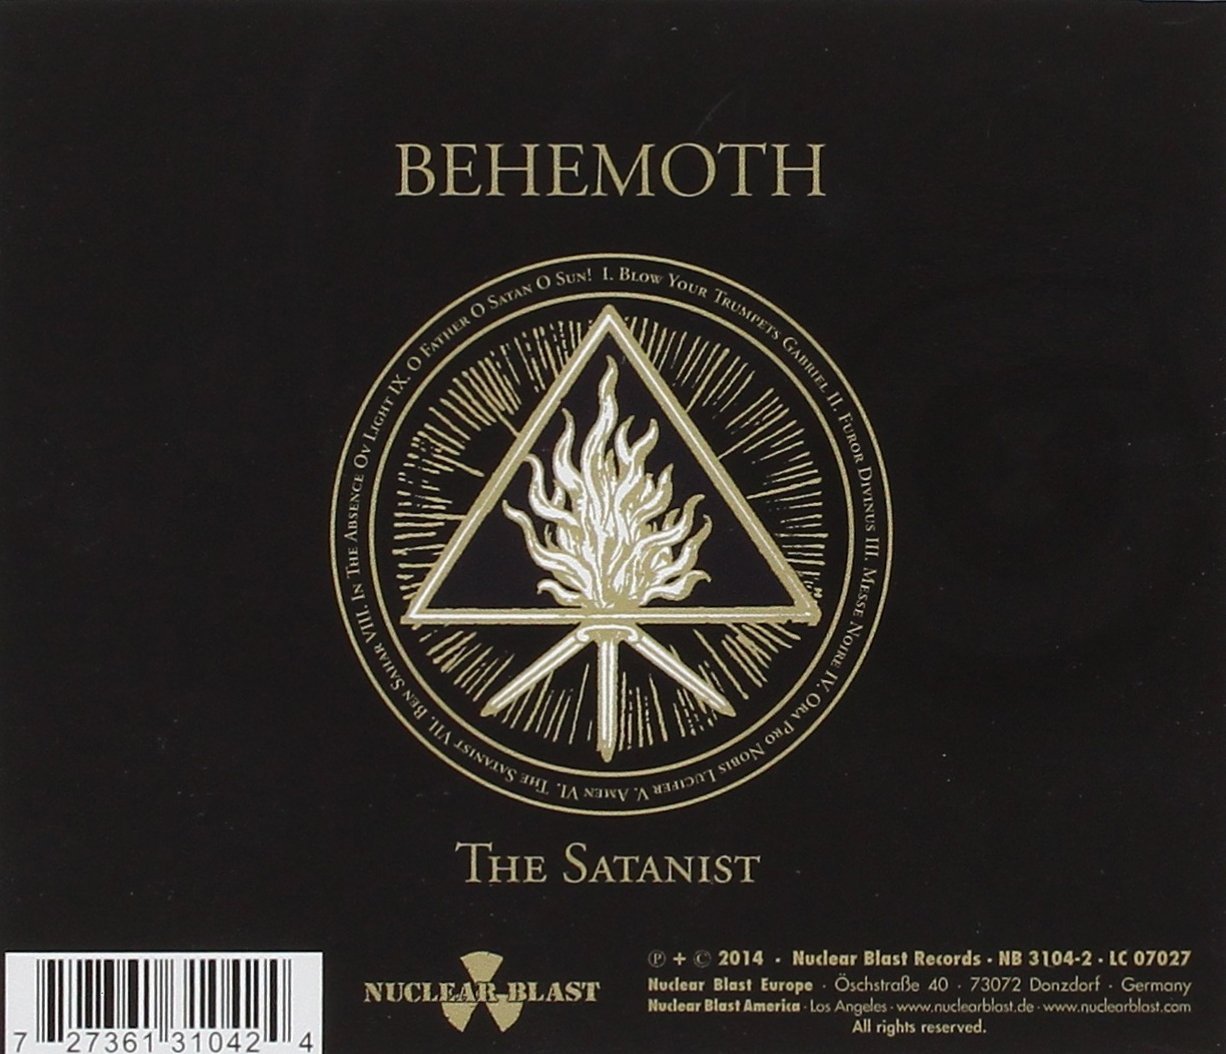 BEHEMOTH
I. Blow Your Trumpets Gabriel II. Furor Divinus III. Messe Noire IV. Ora Pro Nobis Lucifer V. Amen VI. The Satanist VII. Ben Sahar VIII. In The Absence Ov Light IX. O Father O Satan O Sun!
The Satanist
NUCLEAR BLAST
7 27361 31042 4
℗ + © 2014 · Nuclear Blast Records · NB 3104-2 · LC 07027
Nuclear Blast Europe · Öschstraße 40 · 73072 Donzdorf · Germany
Nuclear Blast America · Los Angeles · www.nuclearblast.de · www.nuclearblast.com
All rights reserved.